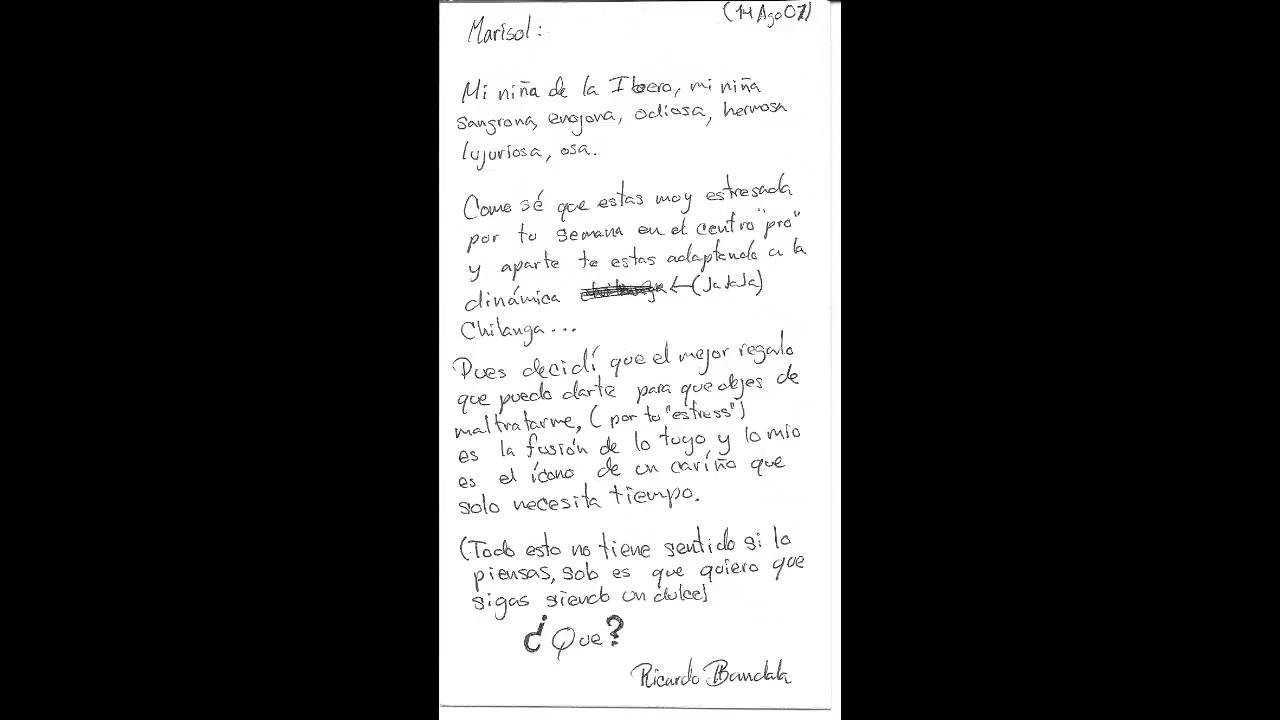 (14 Ago 07)
Marisol:
Mi niña de la Ibero, mi niña
sangrona, enojona, odiosa, hermosa
lujuriosa, osa.
Como sé que estas muy estresada
por tu semana en el centro "pro"
y aparte te estas adaptando a la
dinámica ←(JaJaJa)
Chilanga...
Pues decidí que el mejor regalo
que puedo darte para que dejes de
maltratarme, (por tu "estress")
es la fusión de lo tuyo y lo mio
es el ícono de un cariño que
solo necesita tiempo.
(Todo esto no tiene sentido si lo
piensas, solo es que quiero que
sigas siendo un dulce)
¿Que?
Ricardo Bandala